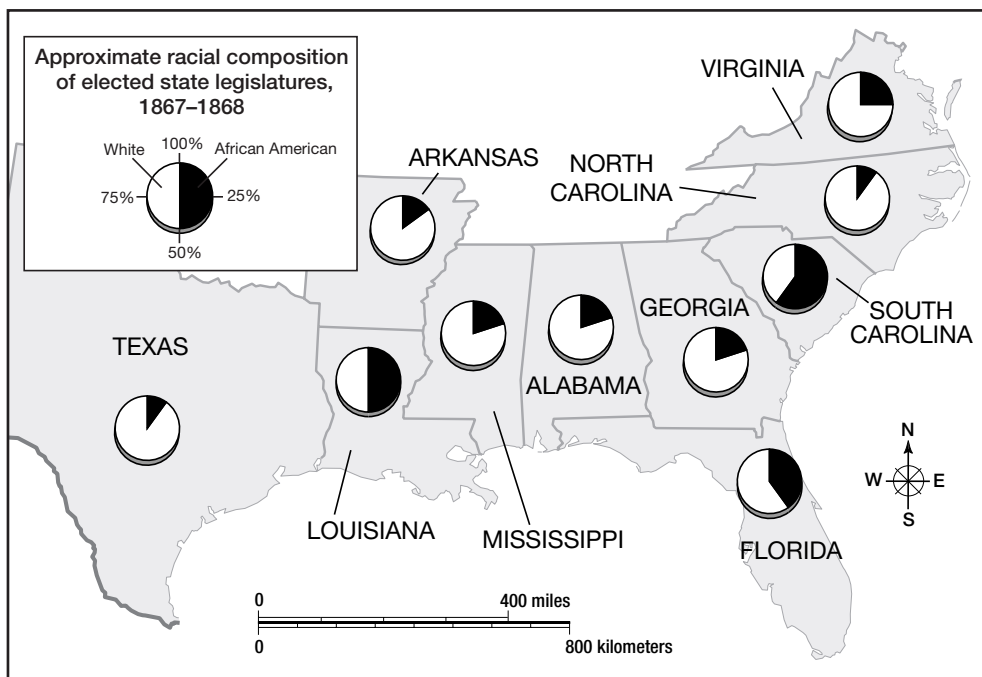 Approximate racial composition
of elected state legislatures,
1867–1868
White
100%
African American
75%
25%
50%
VIRGINIA
ARKANSAS
NORTH
CAROLINA
GEORGIA
SOUTH
CAROLINA
TEXAS
ALABAMA
LOUISIANA
MISSISSIPPI
FLORIDA
N
W
E
S
0
400 miles
0
800 kilometers